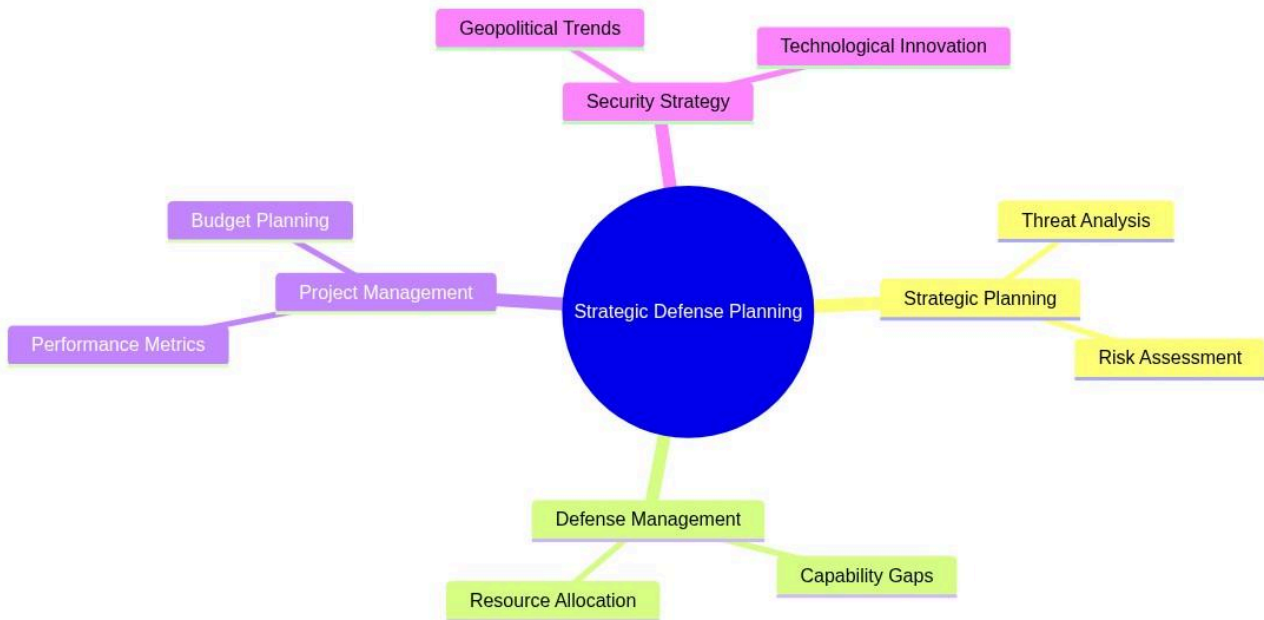 Geopolitical Trends
Technological Innovation
Security Strategy
Budget Planning
Threat Analysis
Project Management
Strategic Defense Planning
Strategic Planning
Performance Metrics
Risk Assessment
Defense Management
Capability Gaps
Resource Allocation